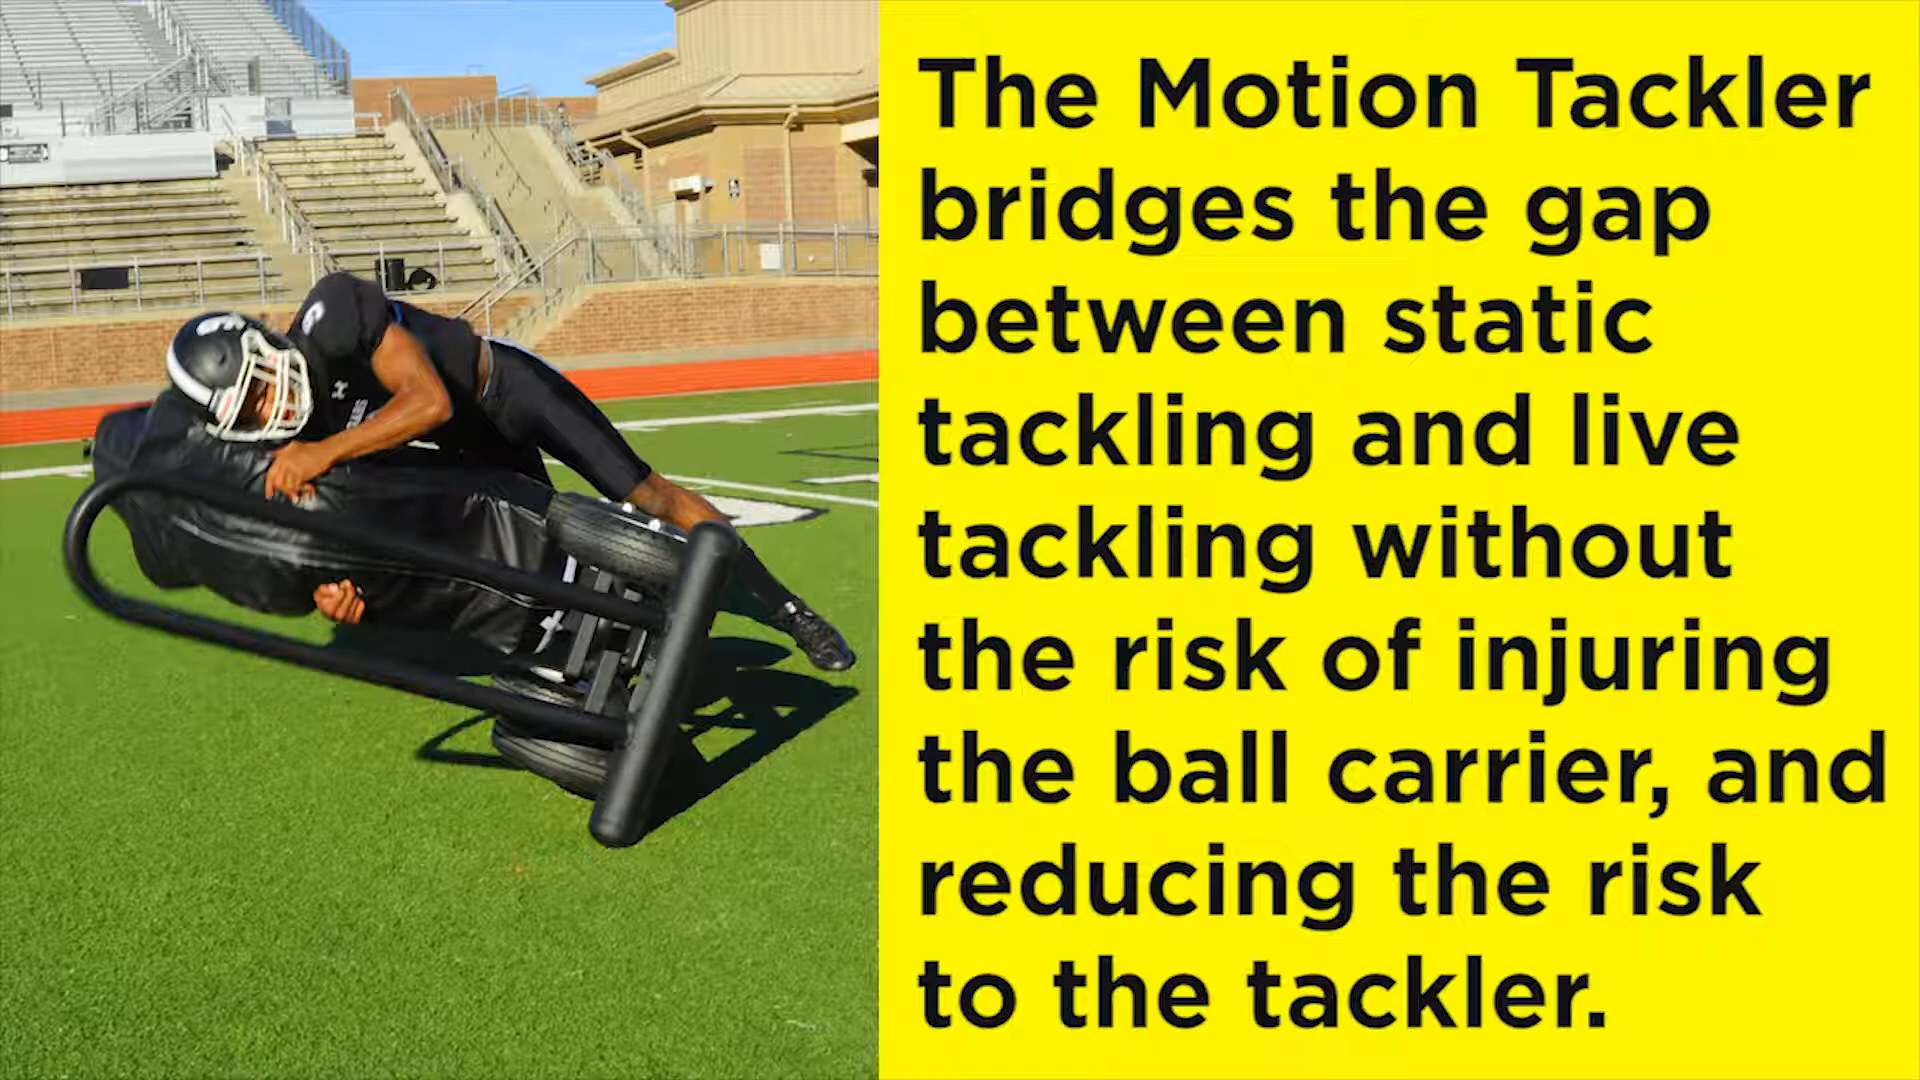 The Motion Tackler
bridges the gap
between static
tackling and live
tackling without
the risk of injuring
the ball carrier, and
reducing the risk
to the tackler.